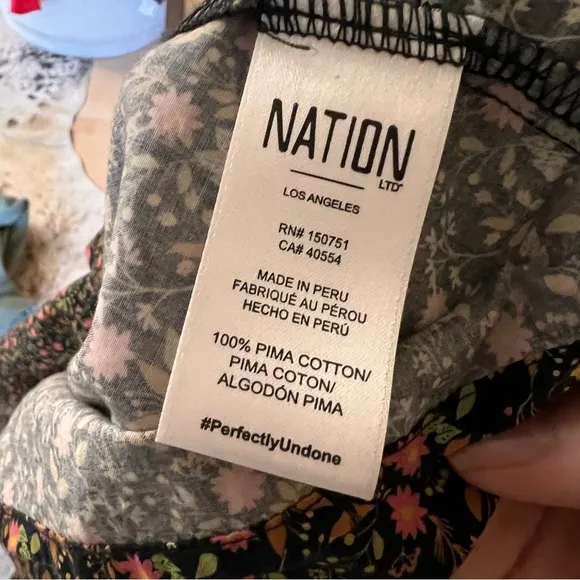 NATION
LTD
LOS ANGELES
RN# 150751
CA# 40554
MADE IN PERU
FABRIQUÉ AU PÉROU
HECHO EN PERÚ
100% PIMA COTTON/
PIMA COTON/
ALGODÓN PIMA
#PerfectlyUndone